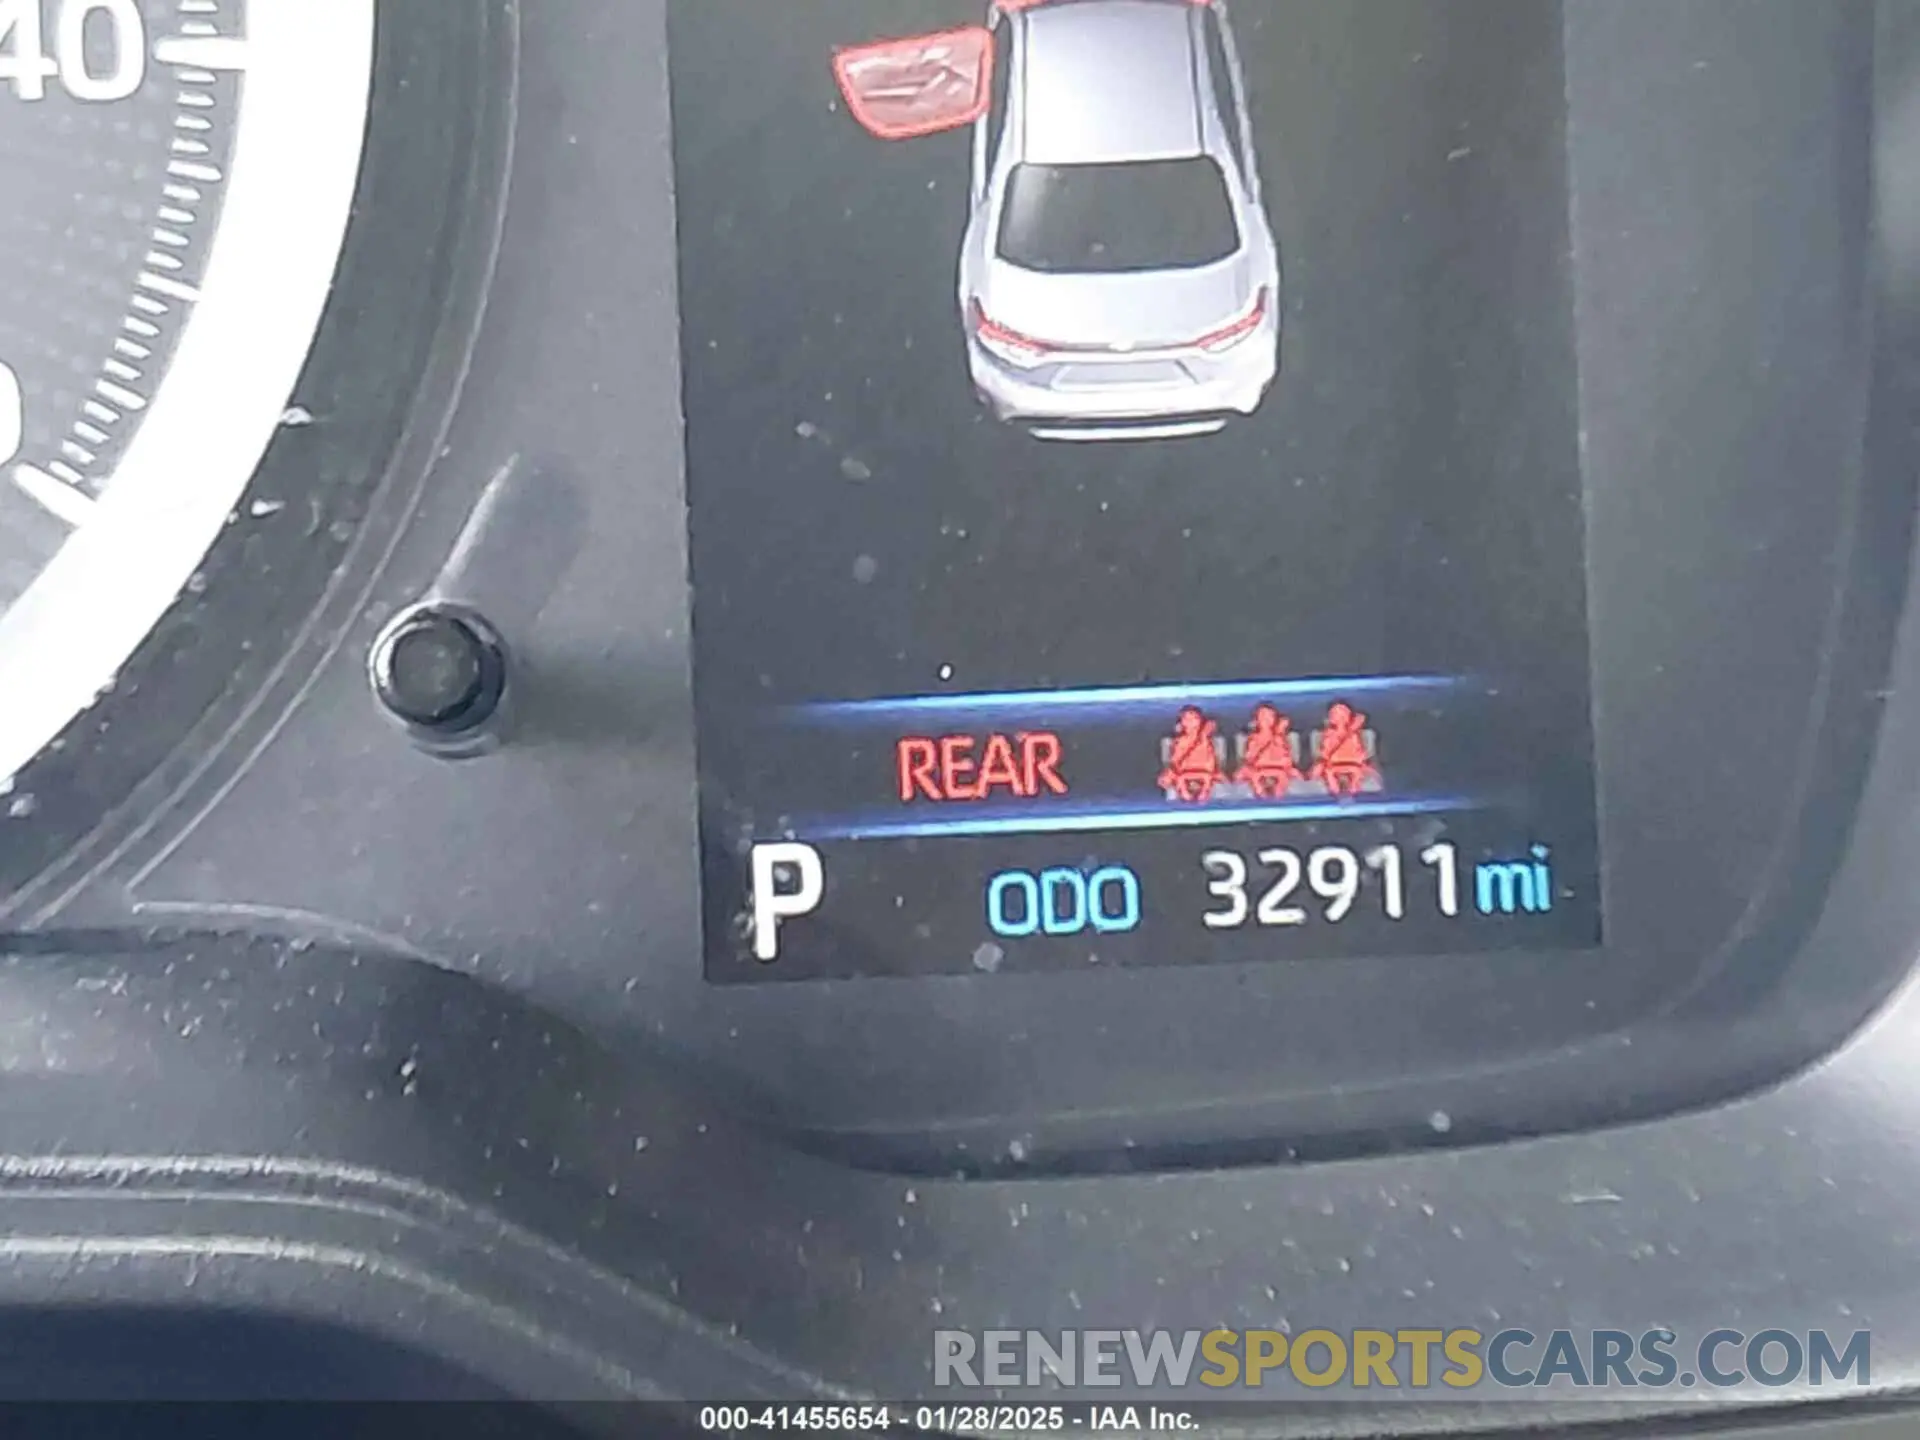 40
REAR
P ODO 32911 mi
RENEWSPORTSCARS.COM
000-41455654 - 01/28/2025 - IAA Inc.